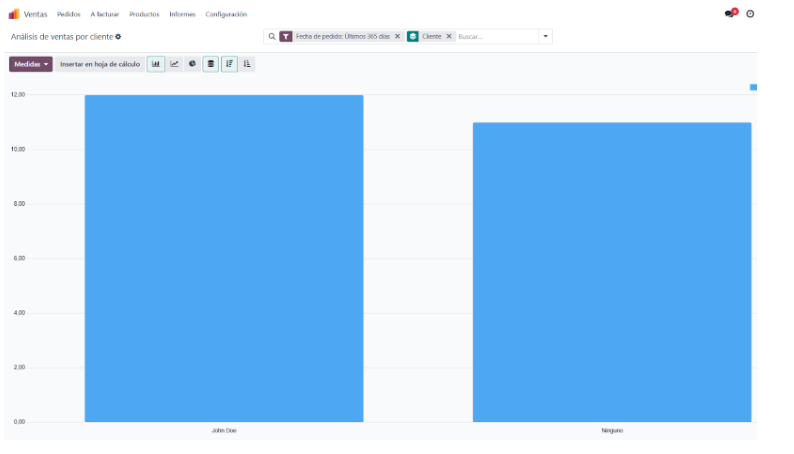 Ventas Pedidos A facturar Productos Informes Configuración
Análisis de ventas por cliente Fecha de pedido: Últimos 365 días X Cliente X Buscar...
Medidas Insertar en hoja de cálculo
12,00
10,00
8,00
6,00
4,00
2,00
0,00
John Doe Ninguno